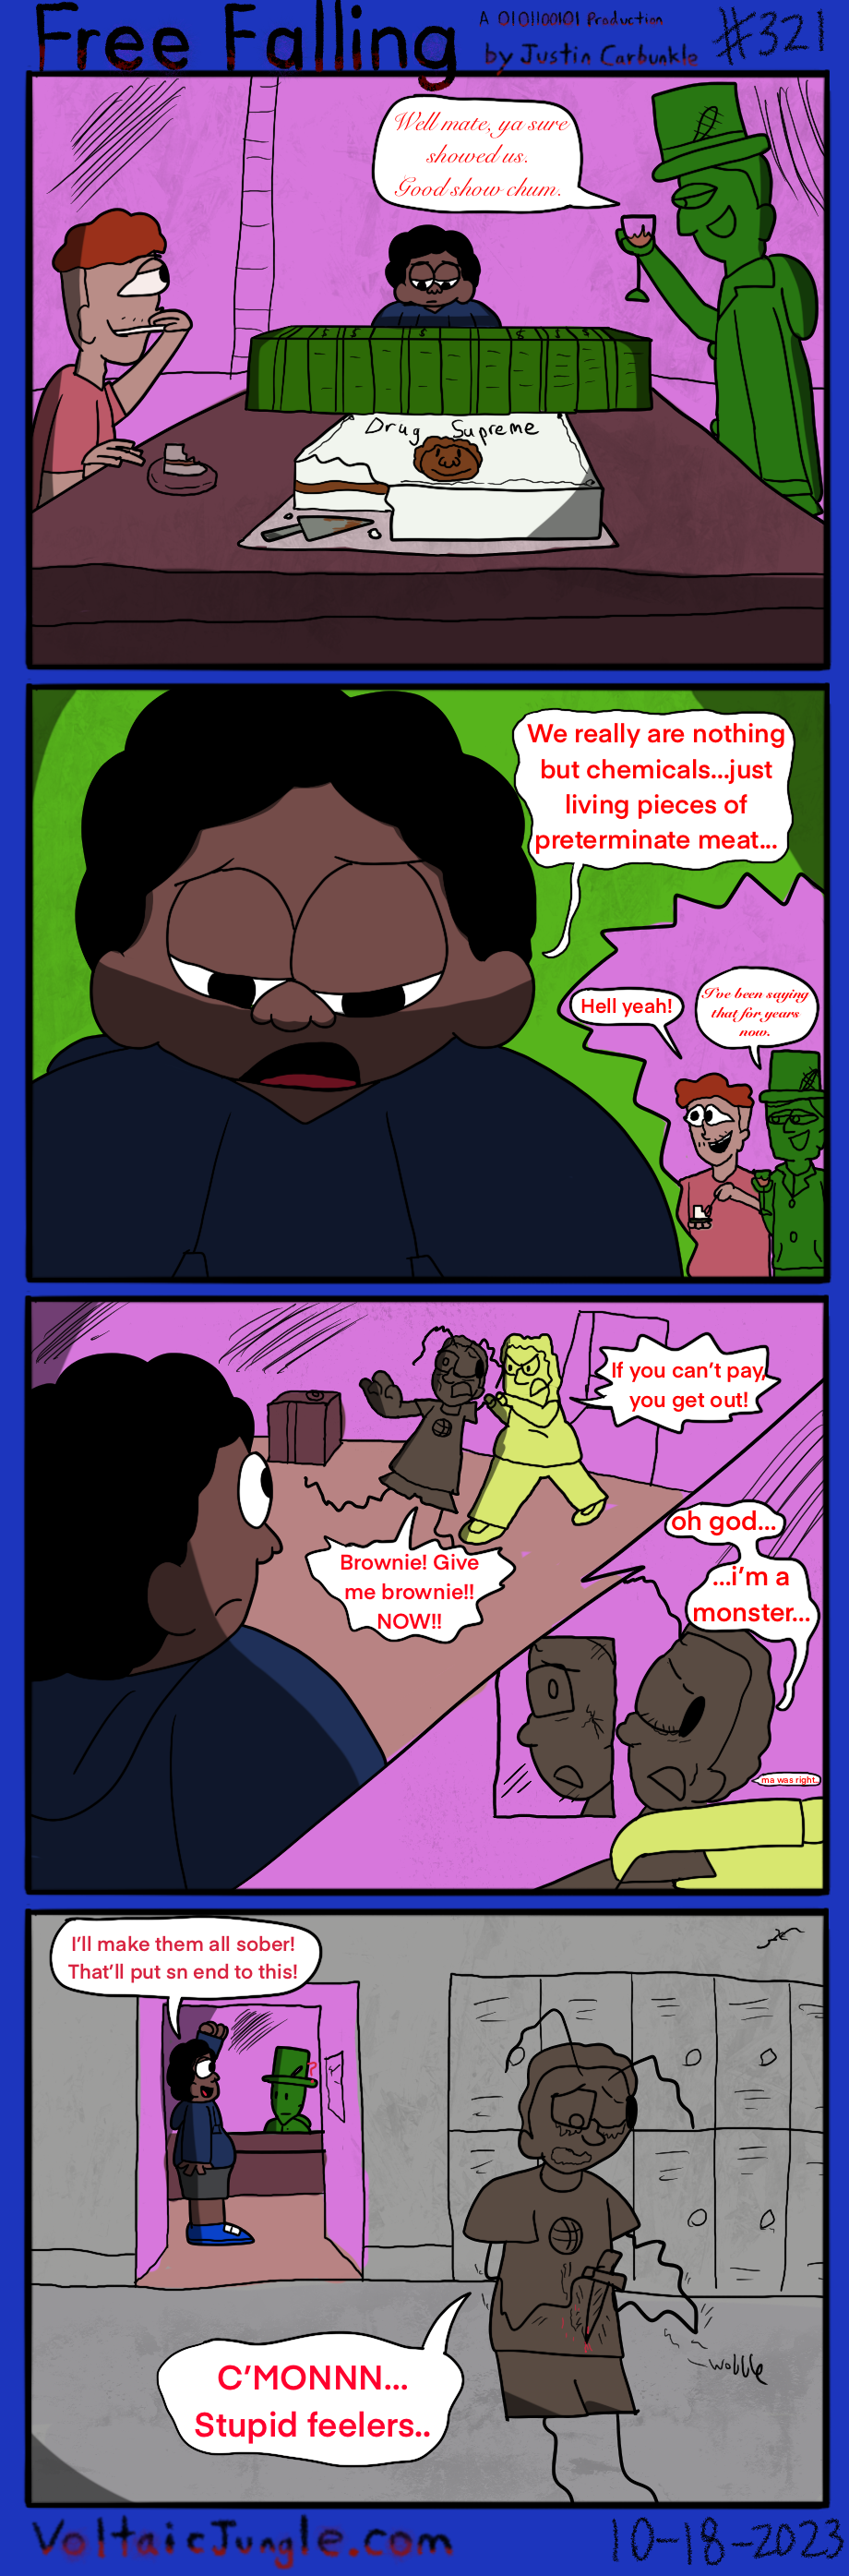 Free Falling
A 0101100101 Production
by Justin Carbunkle
#321
Well mate, ya sure
showed us.
Good show chum.
Drug Supreme
We really are nothing
but chemicals...just
living pieces of
preterminate meat...
Hell yeah!
I've been saying
that for years
now.
If you can't pay,
you get out!
Brownie! Give
me brownie!!
NOW!!
oh god...
...i'm a
monster...
ma was right.
I'll make them all sober!
That'll put sn end to this!
?
C'MONNN...
Stupid feelers..
wobble
VoltaicJungle.com
10-18-2023